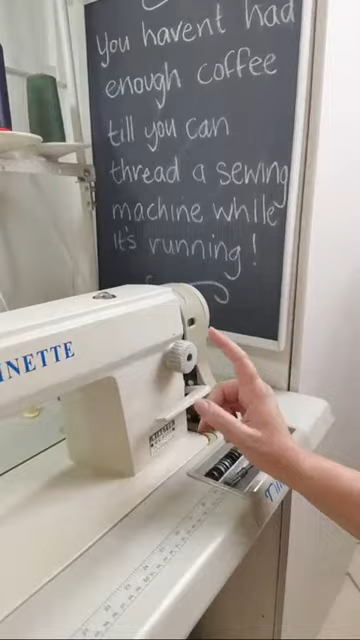 You havent had
enough coffee
till you can
thread a sewing
machine while
it's running!
INETTE